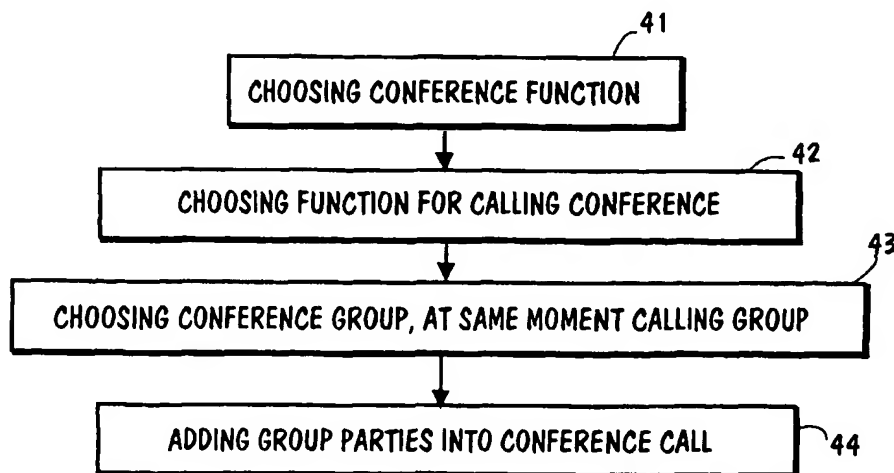 41
CHOOSING CONFERENCE FUNCTION
42
CHOOSING FUNCTION FOR CALLING CONFERENCE
43
CHOOSING CONFERENCE GROUP, AT SAME MOMENT CALLING GROUP
ADDING GROUP PARTIES INTO CONFERENCE CALL
44